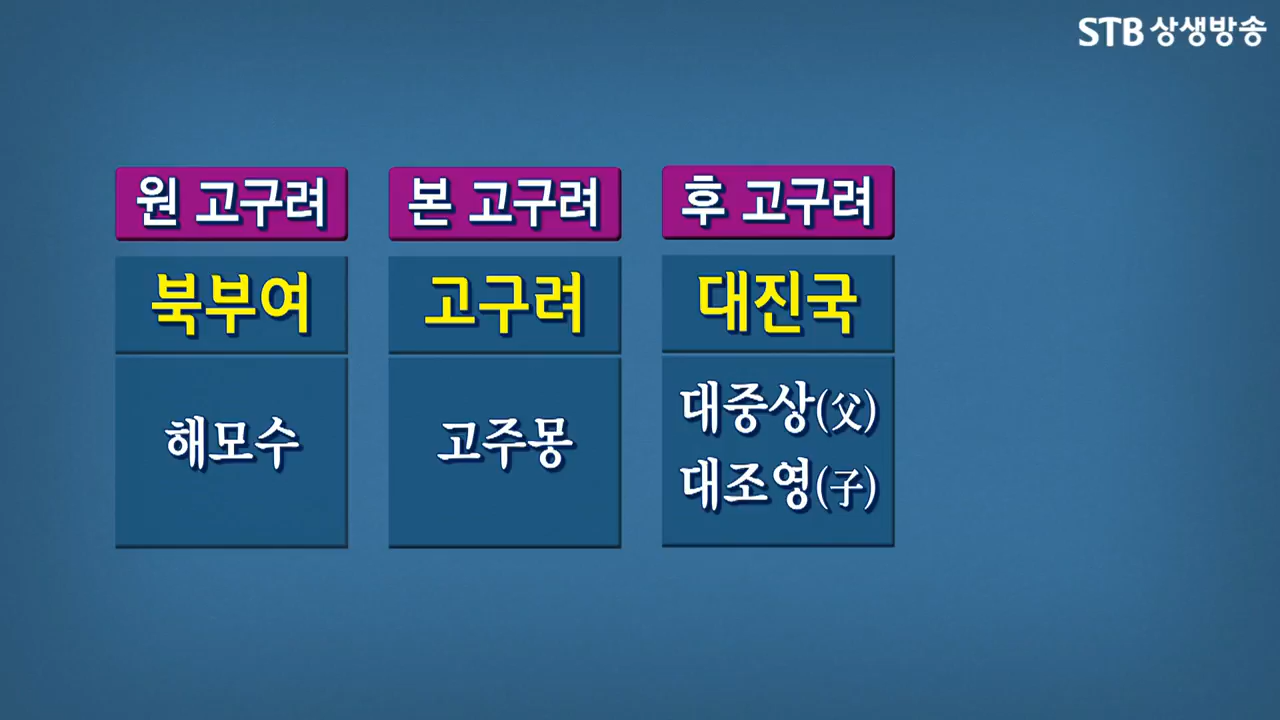 STB 상생방송
원 고구려
북부여
해모수
본 고구려
고구려
고주몽
후 고구려
대진국
대중상(父)
대조영(子)